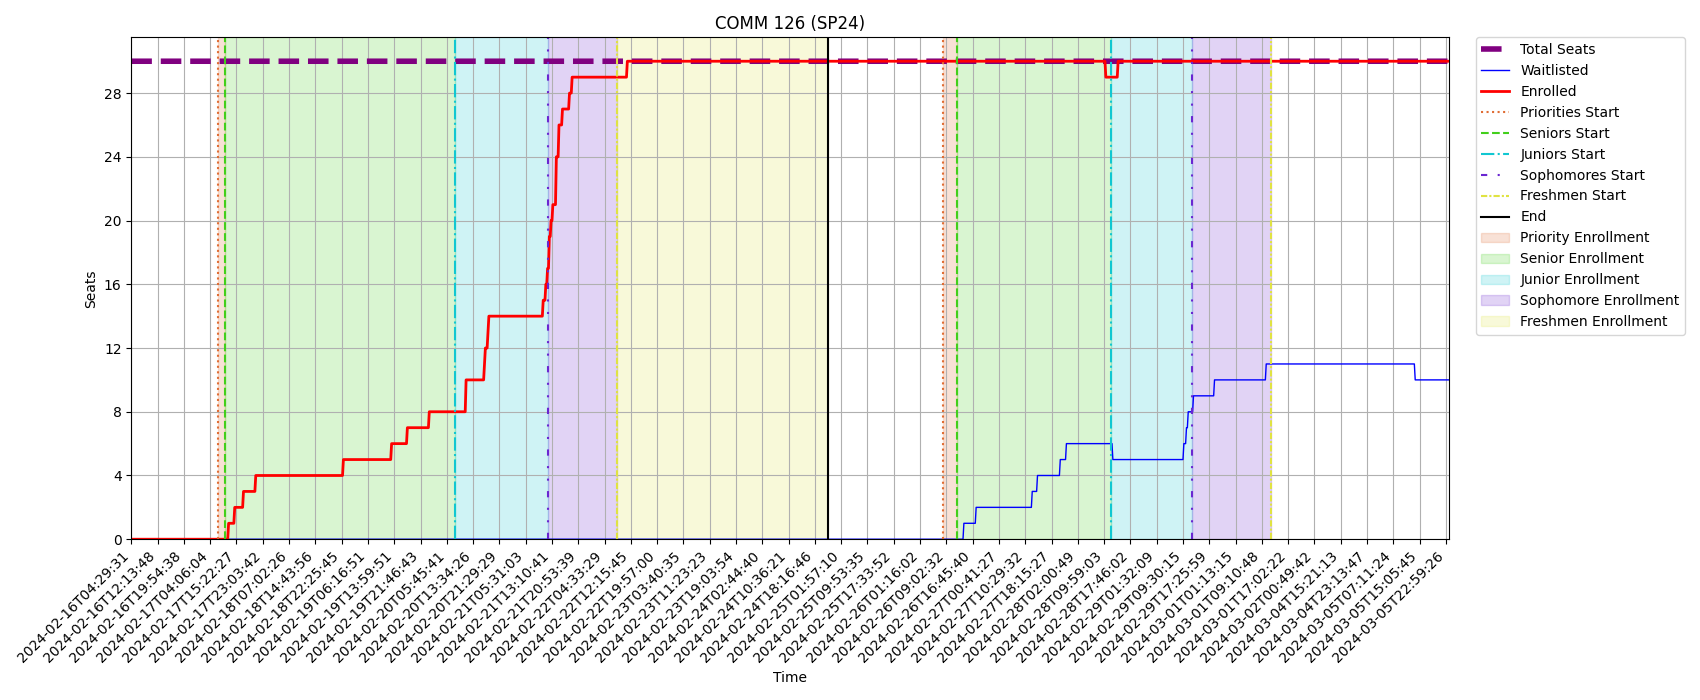 COMM 126 (SP24)
Seats
28
24
20
16
12
8
4
0
2024-02-16T04:29:31
2024-02-16T12:13:48
2024-02-16T19:54:38
2024-02-17T04:06:04
2024-02-17T15:22:27
2024-02-17T23:03:42
2024-02-18T07:02:26
2024-02-18T14:43:56
2024-02-18T22:25:45
2024-02-19T06:16:51
2024-02-19T13:59:51
2024-02-19T21:46:43
2024-02-20T05:45:41
2024-02-20T13:34:26
2024-02-20T21:29:29
2024-02-21T05:31:03
2024-02-21T13:10:41
2024-02-21T20:53:39
2024-02-22T04:33:29
2024-02-22T12:15:45
2024-02-22T19:57:00
2024-02-23T03:40:35
2024-02-23T11:23:23
2024-02-23T19:03:54
2024-02-24T02:44:40
2024-02-24T10:36:21
2024-02-24T18:16:46
2024-02-25T01:57:10
2024-02-25T09:53:35
2024-02-25T17:33:52
2024-02-26T01:16:02
2024-02-26T09:02:32
2024-02-26T16:45:40
2024-02-27T00:41:27
2024-02-27T10:29:32
2024-02-27T18:15:27
2024-02-28T02:00:49
2024-02-28T09:59:03
2024-02-28T17:46:02
2024-02-29T01:32:09
2024-02-29T09:30:15
2024-02-29T17:25:59
2024-03-01T01:13:15
2024-03-01T09:10:48
2024-03-01T17:02:22
2024-03-02T00:49:42
2024-03-04T15:21:13
2024-03-04T23:13:47
2024-03-05T07:11:24
2024-03-05T15:05:45
2024-03-05T22:59:26
Time
Total Seats
Waitlisted
Enrolled
Priorities Start
Seniors Start
Juniors Start
Sophomores Start
Freshmen Start
End
Priority Enrollment
Senior Enrollment
Junior Enrollment
Sophomore Enrollment
Freshmen Enrollment